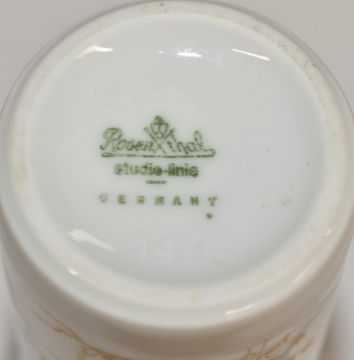 Rosenthal
studio-linie
GERMANY
14